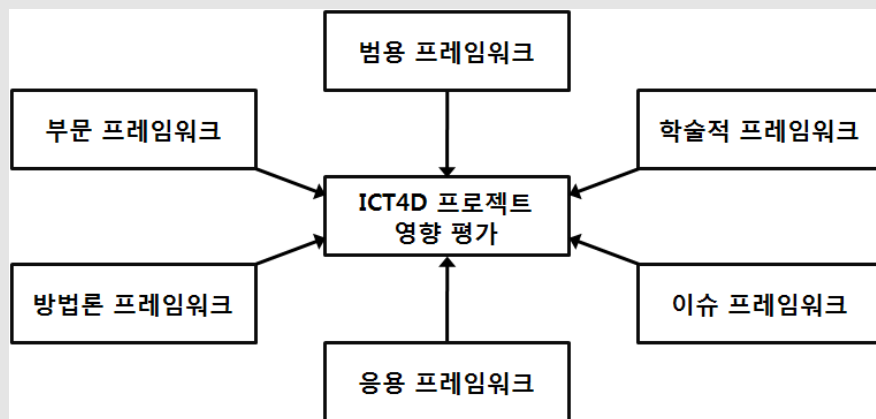 범용 프레임워크
부문 프레임워크
학술적 프레임워크
ICT4D 프로젝트
영향 평가
방법론 프레임워크
이슈 프레임워크
응용 프레임워크